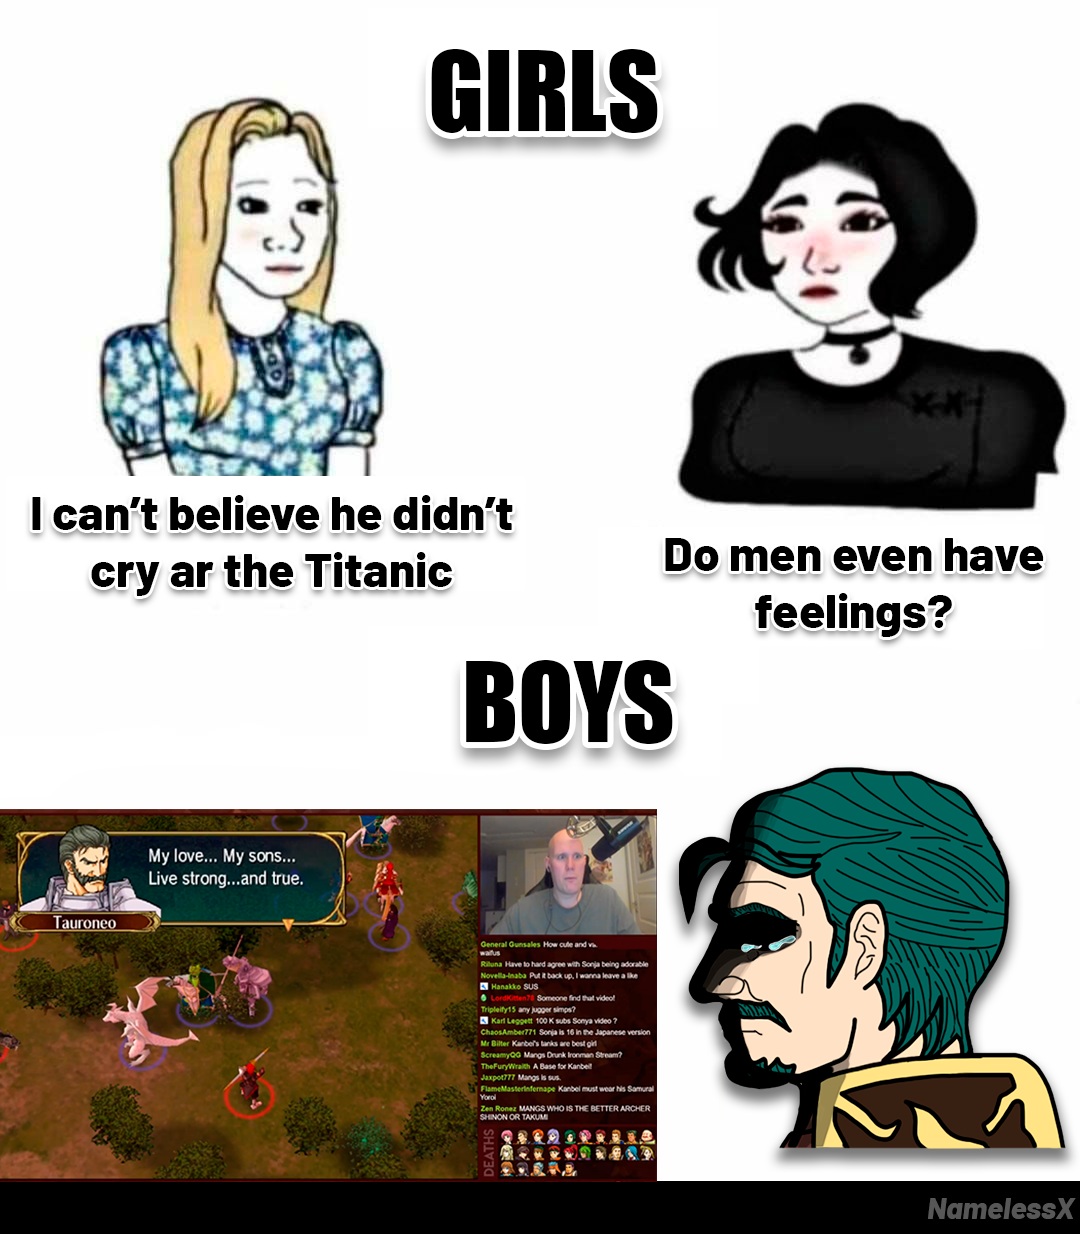 GIRLS
I can't believe he didn't
cry ar the Titanic
Do men even have
feelings?
BOYS
My love... My sons...
Live strong...and true.
Tauroneo
General Gunsales How cute and
waifus
Riluna Have to hard agree with Sonja being adorable
Novella-Inaba Put it back up, I wanna leave a like
Hanakko SUS
LordKitten78 Someone find that video!
Tripleify15 any jugger simps?
Karl Leggett 100 K subs Sonya video ?
ChaosAmber771 Sonja is 16 in the Japanese version
Mr Bilter Kanbei's tanks are best girl
ScreamyQG Mangs Drunk Ironman Stream?
TheFuryWraith A Base for Kanbei!
Jaxpot777 Mangs is sus.
FlameMasterInfernape Kanbei must wear his Samurai
Yoroi
Zen Ronez MANGS WHO IS THE BETTER ARCHER
SHINON OR TAKUMI
DEATHS
NamelessX